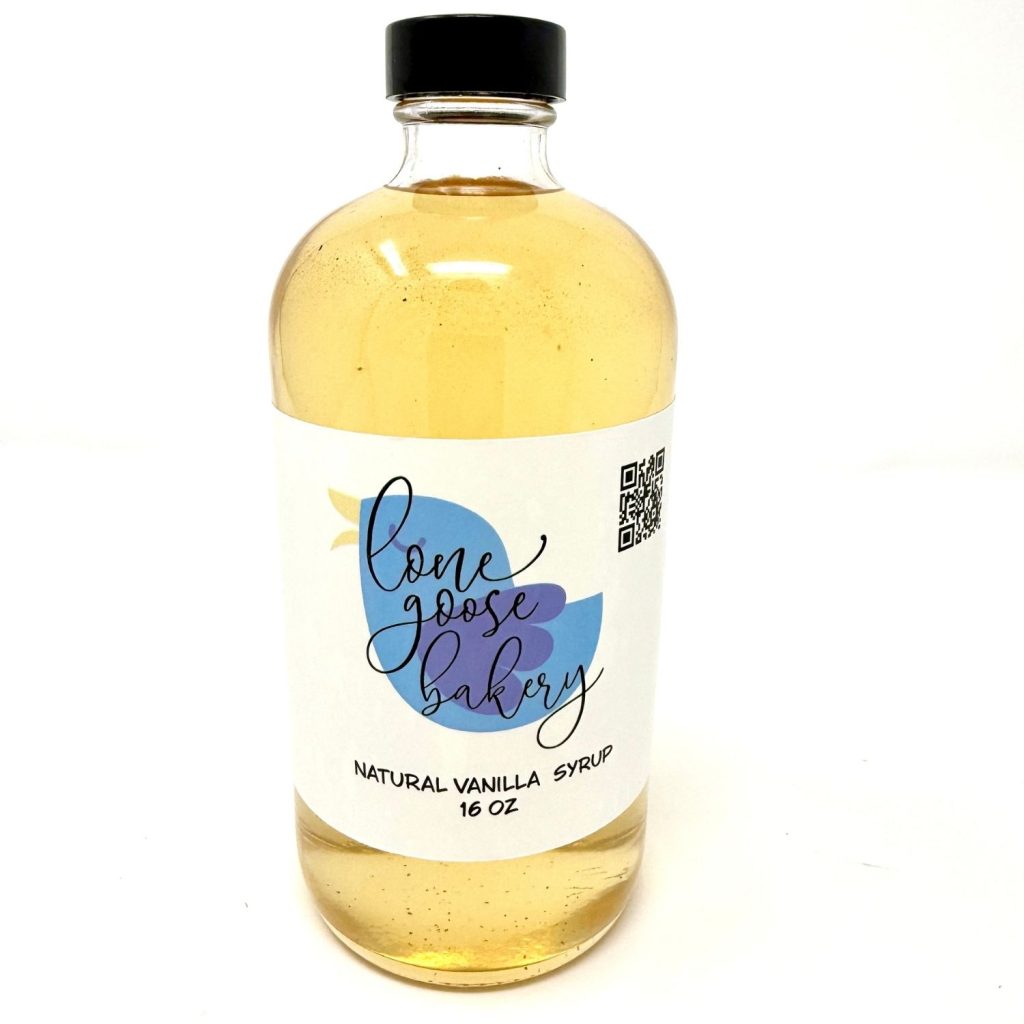 lone
goose
bakery
NATURAL VANILLA SYRUP
16 OZ